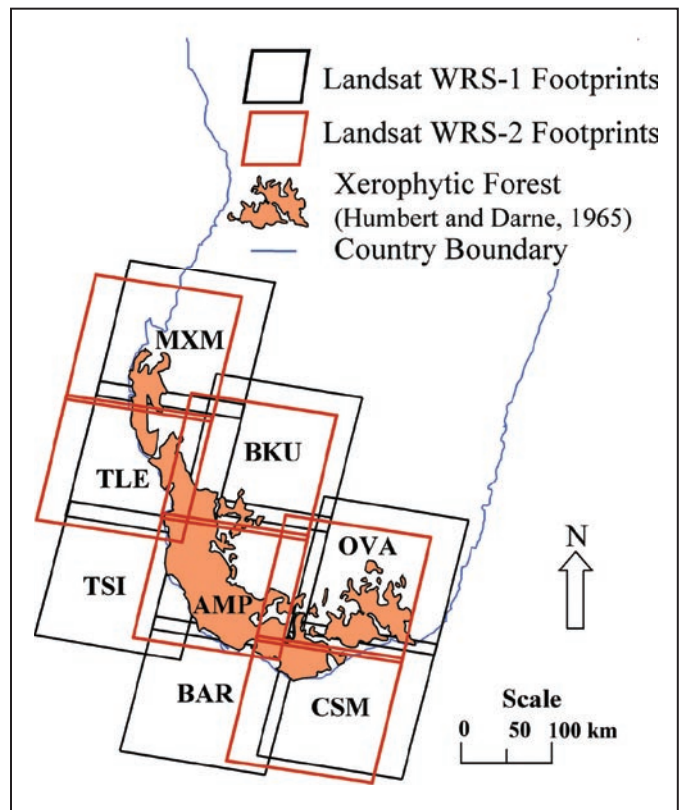 Landsat WRS-1 Footprints
Landsat WRS-2 Footprints
Xerophytic Forest
(Humbert and Darne, 1965)
Country Boundary
MXM
BKU
TLE
OVA
N
TSI
AMP
BAR
CSM
Scale
0 50 100 km